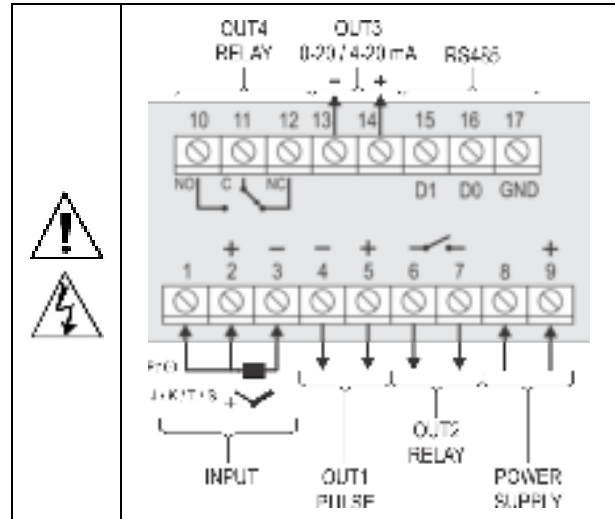 OUT4 OUT3
RELAY 0-20 / 4-20 mA RS485
− +
10 11 12 13 14 15 16 17
NO C NC D1 D0 GND
+ − − + +
1 2 3 4 5 6 7 8 9
J / K / T / S +
INPUT OUT1 OUT2 POWER
PULSE RELAY SUPPLY